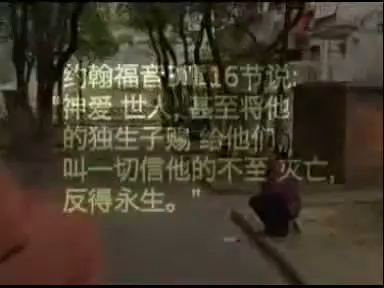 约翰福音 16节说:
"神爱 世人, 甚至将他
的独生子赐 给他们,
叫一切信他的不至 灭亡,
反得永生。"